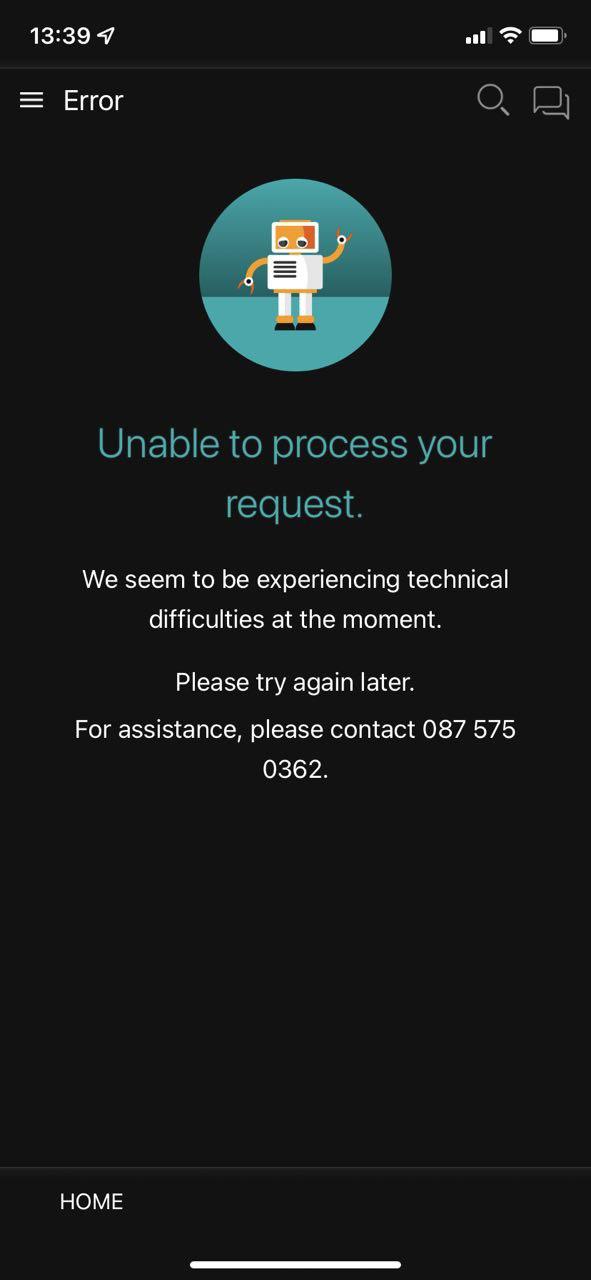 13:39
Error
Unable to process your
request.
We seem to be experiencing technical
difficulties at the moment.
Please try again later.
For assistance, please contact 087 575
0362.
HOME